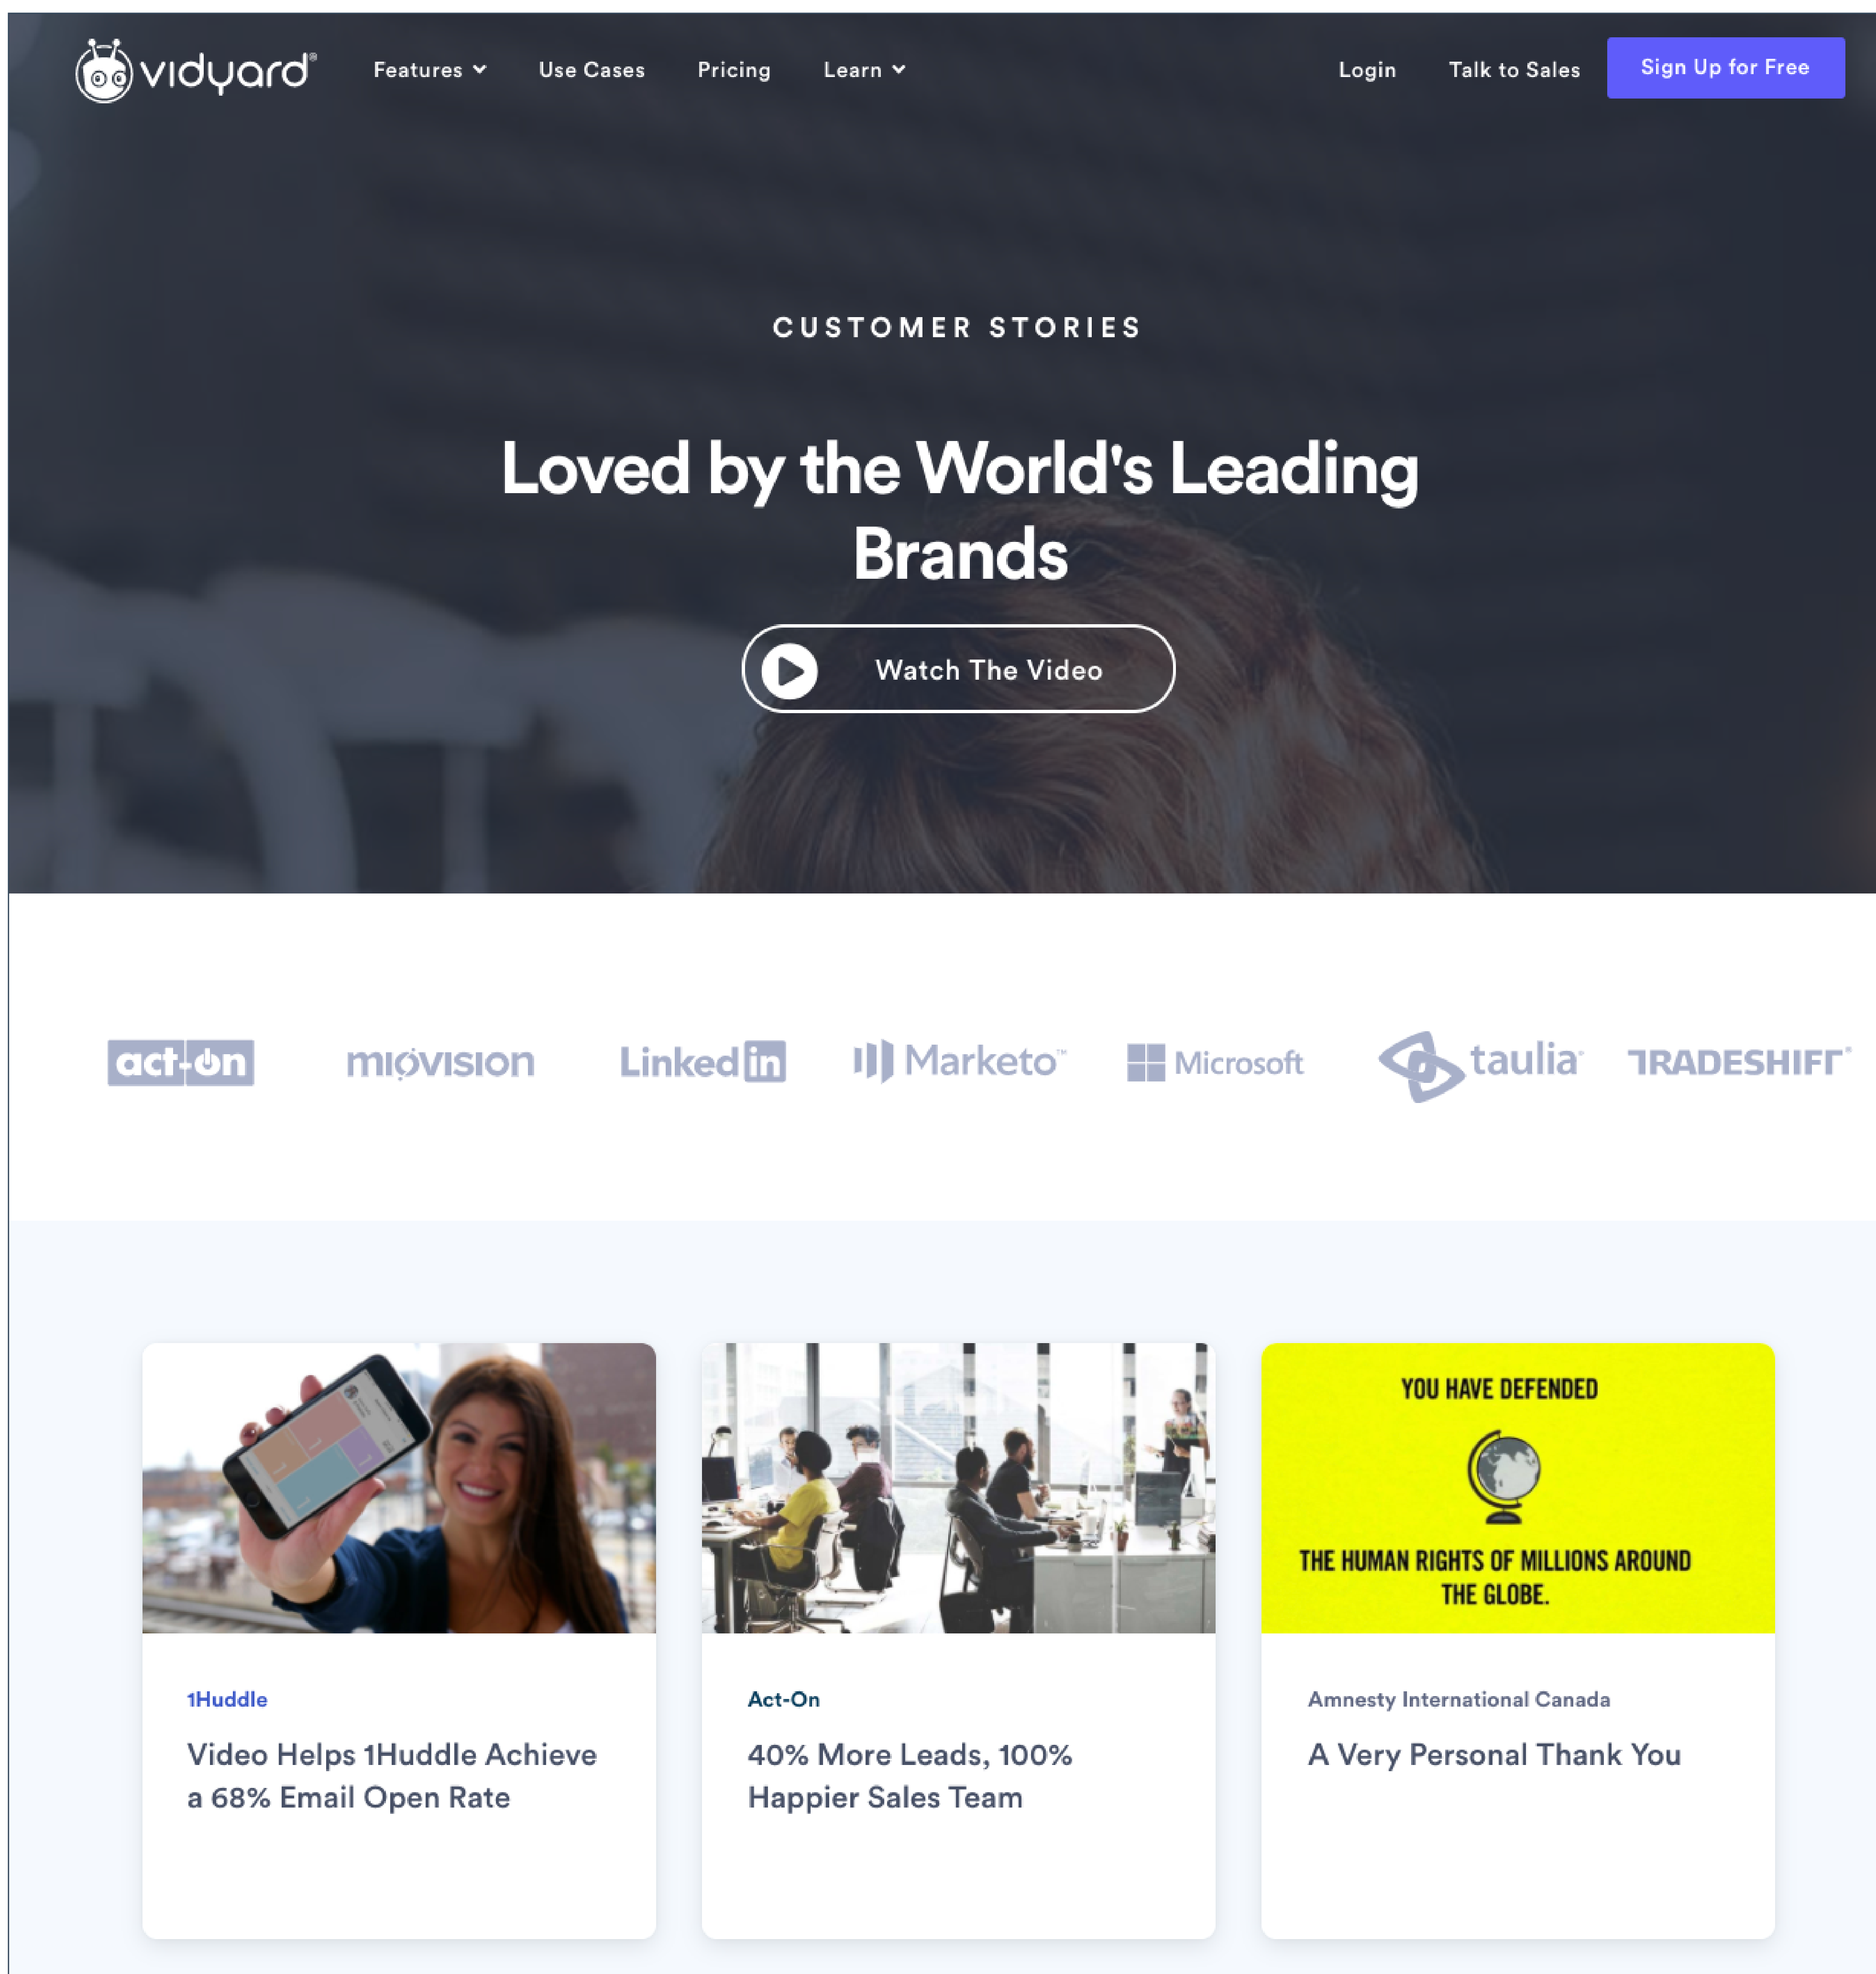 vidyard®
Features
Use Cases
Pricing
Learn
Login
Talk to Sales
Sign Up for Free
CUSTOMER STORIES
Loved by the World's Leading
Brands
Watch The Video
act-on
miovision
Linked in
Marketo™
Microsoft
taulia
TRADESHIFT®
YOU HAVE DEFENDED
THE HUMAN RIGHTS OF MILLIONS AROUND
THE GLOBE.
1Huddle
Video Helps 1Huddle Achieve
a 68% Email Open Rate
Act-On
40% More Leads, 100%
Happier Sales Team
Amnesty International Canada
A Very Personal Thank You